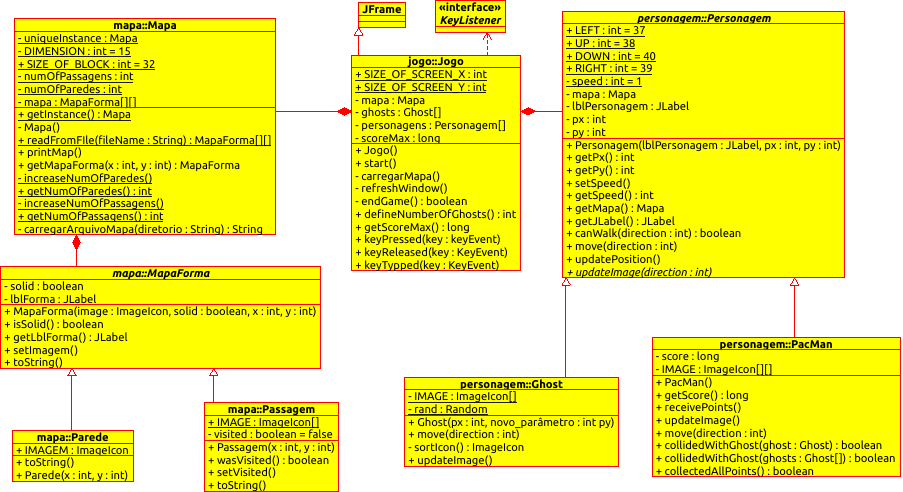 mapa::Mapa
- uniqueInstance : Mapa
- DIMENSION : int = 15
+ SIZE_OF_BLOCK : int = 32
- numOfPassagens : int
- numOfParedes : int
- mapa : MapaForma[][]
+ getInstance() : Mapa
- Mapa()
+ readFromFIle(fileName : String) : MapaForma[][]
+ printMap()
+ getMapaForma(x : int, y : int) : MapaForma
- increaseNumOfParedes()
+ getNumOfParedes() : int
- increaseNumOfPassagens()
+ getNumOfPassagens() : int
- carregarArquivoMapa(diretorio : String) : String
JFrame
«interface»
KeyListener
jogo::Jogo
+ SIZE_OF_SCREEN_X : int
+ SIZE_OF_SCREEN_Y : int
- mapa : Mapa
- ghosts : Ghost[]
- personagens : Personagem[]
- scoreMax : long
+ Jogo()
+ start()
- carregarMapa()
- refreshWindow()
- endGame() : boolean
+ defineNumberOfGhosts() : int
+ getScoreMax() : long
+ keyPressed(key : keyEvent)
+ keyReleased(key : KeyEvent)
+ keyTypped(key : KeyEvent)
personagem::Personagem
+ LEFT : int = 37
+ UP : int = 38
+ DOWN : int = 40
+ RIGHT : int = 39
- speed : int = 1
- mapa : Mapa
- lblPersonagem : JLabel
- px : int
- py : int
+ Personagem(lblPersonagem : JLabel, px : int, py : int)
+ getPx() : int
+ getPy() : int
+ setSpeed()
+ getSpeed() : int
+ getMapa() : Mapa
+ getJLabel() : JLabel
+ canWalk(direction : int) : boolean
+ move(direction : int)
+ updatePosition()
+ updateImage(direction : int)
mapa::MapaForma
- solid : boolean
- lblForma : JLabel
+ MapaForma(image : ImageIcon, solid : boolean, x : int, y : int)
+ isSolid() : boolean
+ getLblForma() : JLabel
+ setImagem()
+ toString()
mapa::Parede
+ IMAGEM : ImageIcon
+ toString()
+ Parede(x : int, y : int)
mapa::Passagem
+ IMAGE : ImageIcon[]
- visited : boolean = false
+ Passagem(x : int, y : int)
+ wasVisited() : boolean
+ setVisited()
+ toString()
personagem::Ghost
- IMAGE : ImageIcon[]
- rand : Random
+ Ghost(px : int, novo_parâmetro : int py)
+ move(direction : int)
- sortIcon() : ImageIcon
+ updateImage()
personagem::PacMan
- score : long
- IMAGE : ImageIcon[][]
+ PacMan()
+ getScore() : long
+ receivePoints()
+ updateImage()
+ move(direction : int)
+ collidedWithGhost(ghost : Ghost) : boolean
+ collidedWithGhost(ghosts : Ghost[]) : boolean
+ collectedAllPoints() : boolean